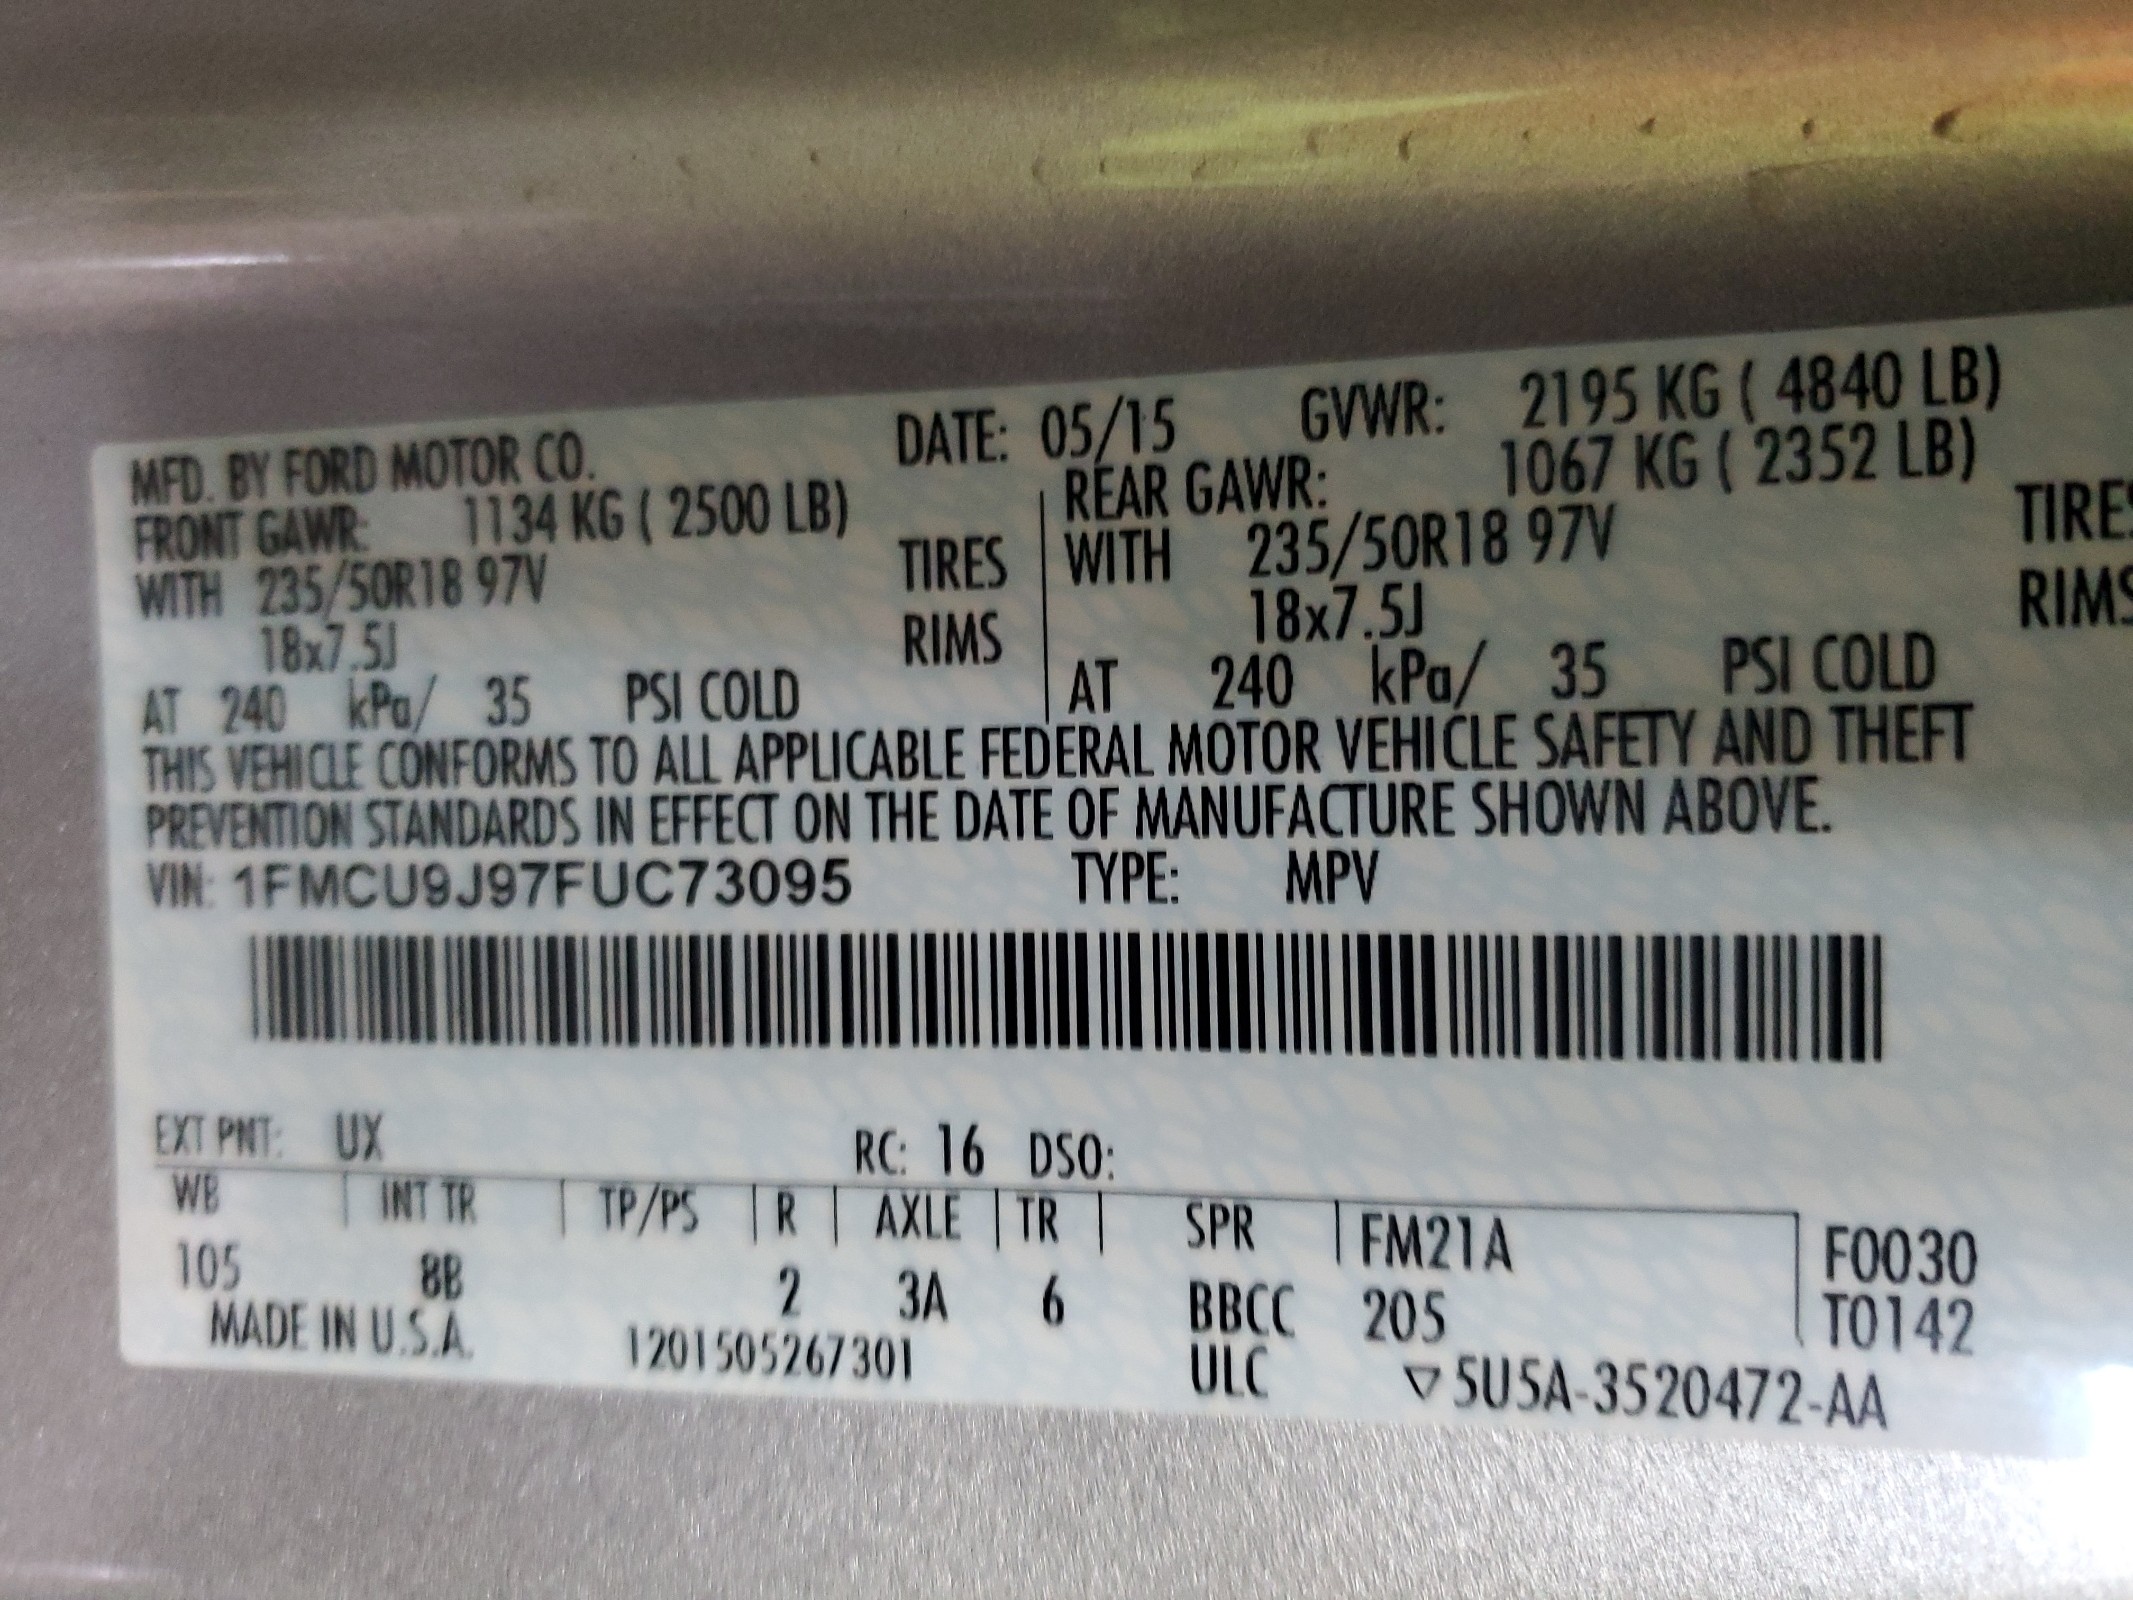 MFD. BY FORD MOTOR CO. DATE: 05/15 GVWR: 2195 KG ( 4840 LB)
FRONT GAWR: 1134 KG ( 2500 LB) REAR GAWR: 1067 KG ( 2352 LB)
WITH 235/50R18 97V TIRES WITH 235/50R18 97V TIRES
18x7.5J RIMS 18x7.5J RIMS
AT 240 kPa/ 35 PSI COLD AT 240 kPa/ 35 PSI COLD
THIS VEHICLE CONFORMS TO ALL APPLICABLE FEDERAL MOTOR VEHICLE SAFETY AND THEFT
PREVENTION STANDARDS IN EFFECT ON THE DATE OF MANUFACTURE SHOWN ABOVE.
VIN: 1FMCU9J97FUC73095 TYPE: MPV
EXT PNT: UX RC: 16 DSO:
WB INT TR TP/PS R AXLE TR SPR FM21A F0030
105 8B 2 3A 6 BBCC 205 T0142
MADE IN U.S.A. 1201505267301 ULC ▽5U5A-3520472-AA